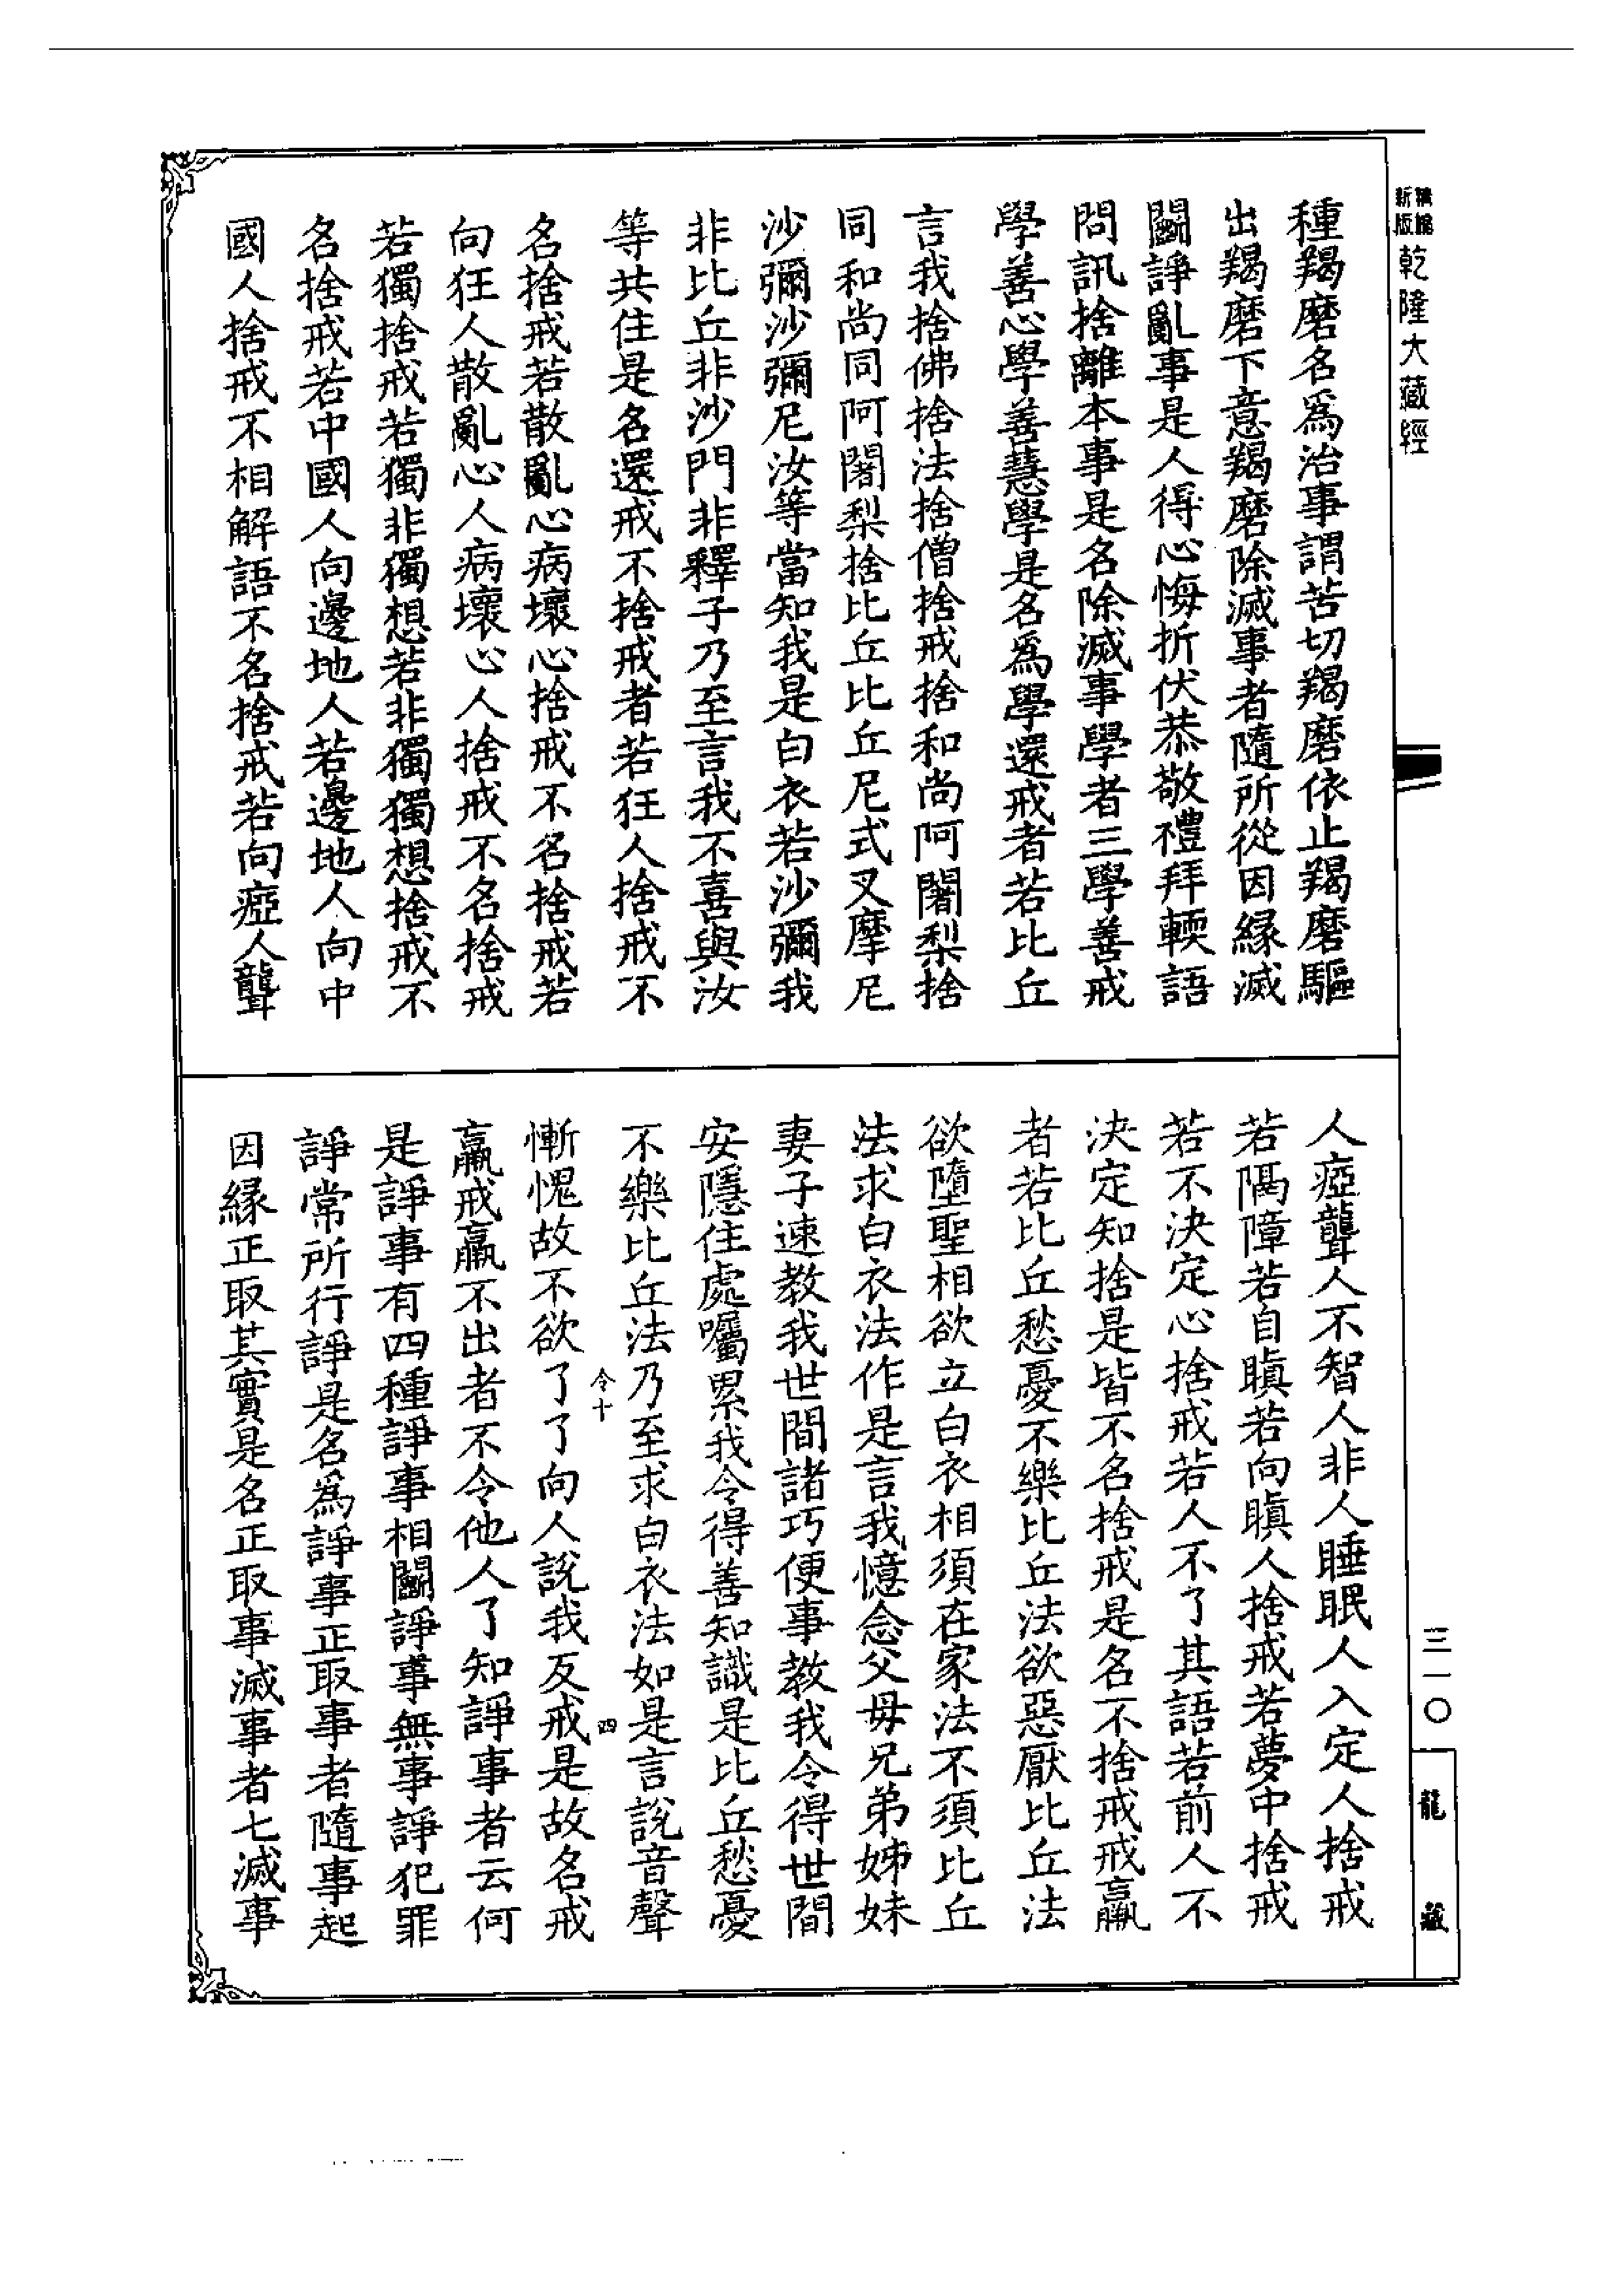 新版
乾隆大藏經
種羯磨名爲治事謂苦切羯磨依止羯磨驅
出羯磨下意羯磨除滅事者隨所從因緣滅
鬬諍亂事是人得心悔折伏恭敬禮拜輭語
問訊捨離本事是名除滅事學者三學善戒
學善心學善慧學是名爲學還戒者若比丘
言我捨佛捨法捨僧捨戒捨和尚阿闍梨捨
同和尚同阿闍梨捨比丘比丘尼式叉摩尼
沙彌沙彌尼汝等當知我是白衣若沙彌我
非比丘非沙門非釋子乃至言我不喜與汝
等共住是名還戒不捨戒者若狂人捨戒不
名捨戒若散亂心病壞心捨戒不名捨戒若
向狂人散亂心人病壞心人捨戒不名捨戒
若獨捨戒若獨非獨想若非獨獨想捨戒不
名捨戒若中國人向邊地人若邊地人向中
國人捨戒不相解語不名捨戒若向瘂人聾
人瘂聾人不智人非人睡眠人入定人捨戒
若隔障若自瞋若向瞋人捨戒若夢中捨戒
若不決定心捨戒若人不了其語若前人不
決定知捨是皆不名捨戒是名不捨戒戒羸
者若比丘愁憂不樂比丘法欲惡厭比丘法
欲墮聖相欲立白衣相須在家法不須比丘
法求白衣法作是言我憶念父母兄弟姊妹
妻子速教我世間諸巧便事教我令得世間
安隱住處囑累我令得善知識是比丘愁憂
不樂比丘法乃至求白衣法如是言說音聲
令十 四
慚愧故不欲了了向人說我反戒是故名戒
羸戒羸不出者不令他人了知諍事者云何
是諍事有四種諍事相鬬諍事無事諍犯罪
諍常所行諍是名爲諍事正取事者隨事起
因緣正取其實是名正取事滅事者七滅事
三一〇
龍藏